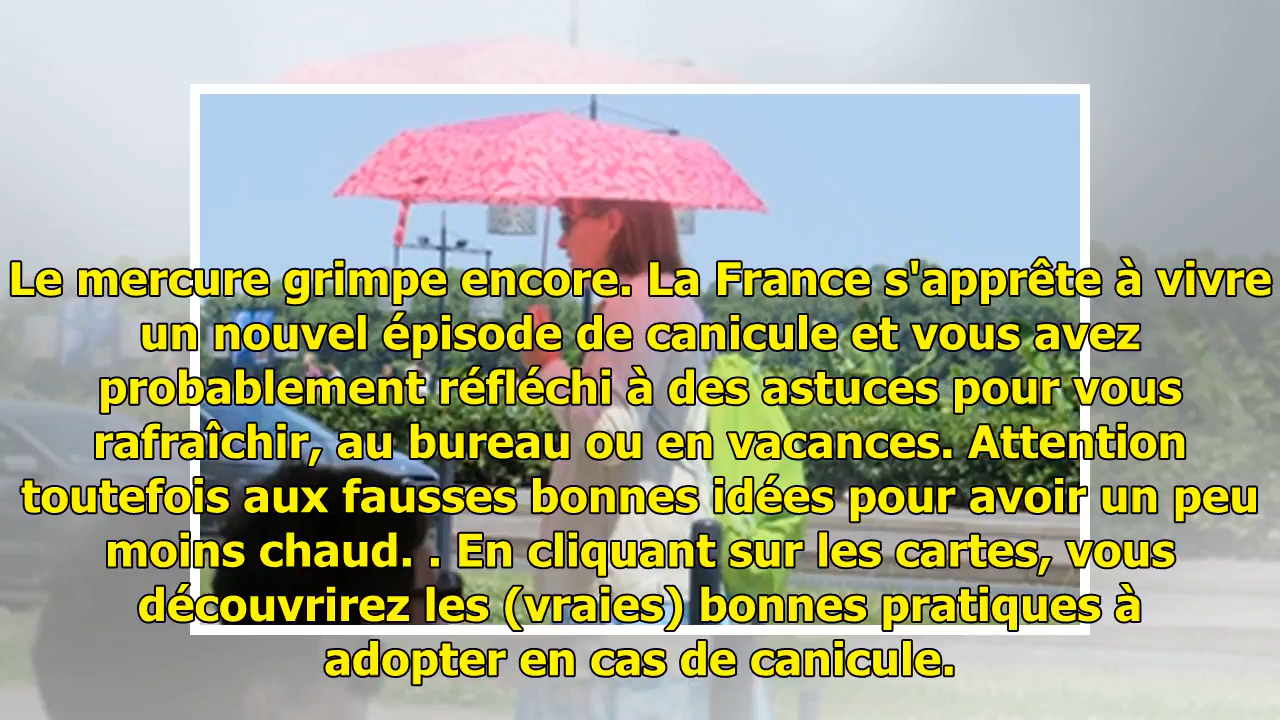 Le mercure grimpe encore. La France s'apprête à vivre
un nouvel épisode de canicule et vous avez
probablement réfléchi à des astuces pour vous
rafraîchir, au bureau ou en vacances. Attention
toutefois aux fausses bonnes idées pour avoir un peu
moins chaud. . En cliquant sur les cartes, vous
découvrirez les (vraies) bonnes pratiques à
adopter en cas de canicule.